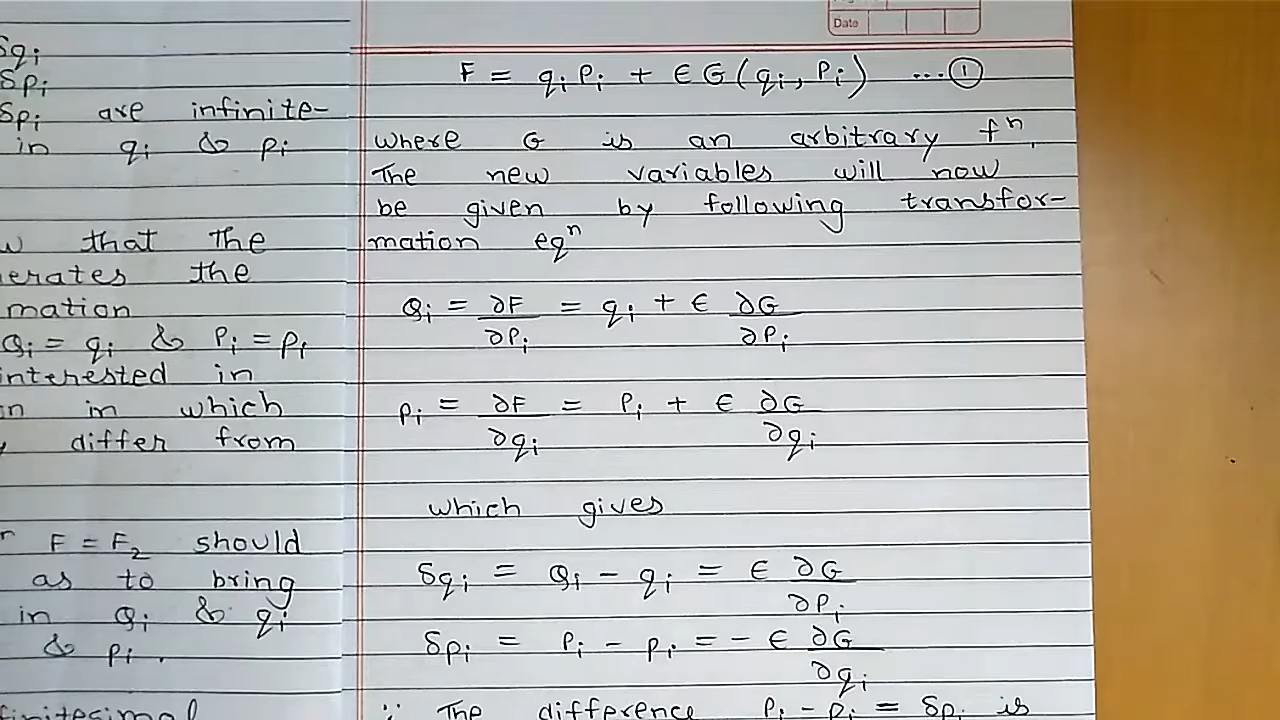 δqᵢ
δpᵢ
δpᵢ are infinite-
in qᵢ & pᵢ
that the
the
mation
Qᵢ = qᵢ & Pᵢ = pᵢ
interested in
in which
differ from
F = F₂ should
as to bring
in Qᵢ & qᵢ
& pᵢ.
Date
F = qᵢ Pᵢ + ϵ G(qᵢ, Pᵢ) ...①
where G is an arbitrary fⁿ.
The new variables will now
be given by following transfor-
mation eqⁿ
Qᵢ = ∂F/∂Pᵢ = qᵢ + ϵ ∂G/∂Pᵢ
pᵢ = ∂F/∂qᵢ = Pᵢ + ϵ ∂G/∂qᵢ
which gives
δqᵢ = Qᵢ - qᵢ = ϵ ∂G/∂Pᵢ
δpᵢ = Pᵢ - pᵢ = - ϵ ∂G/∂qᵢ
∵ The difference Pᵢ - pᵢ = δpᵢ is